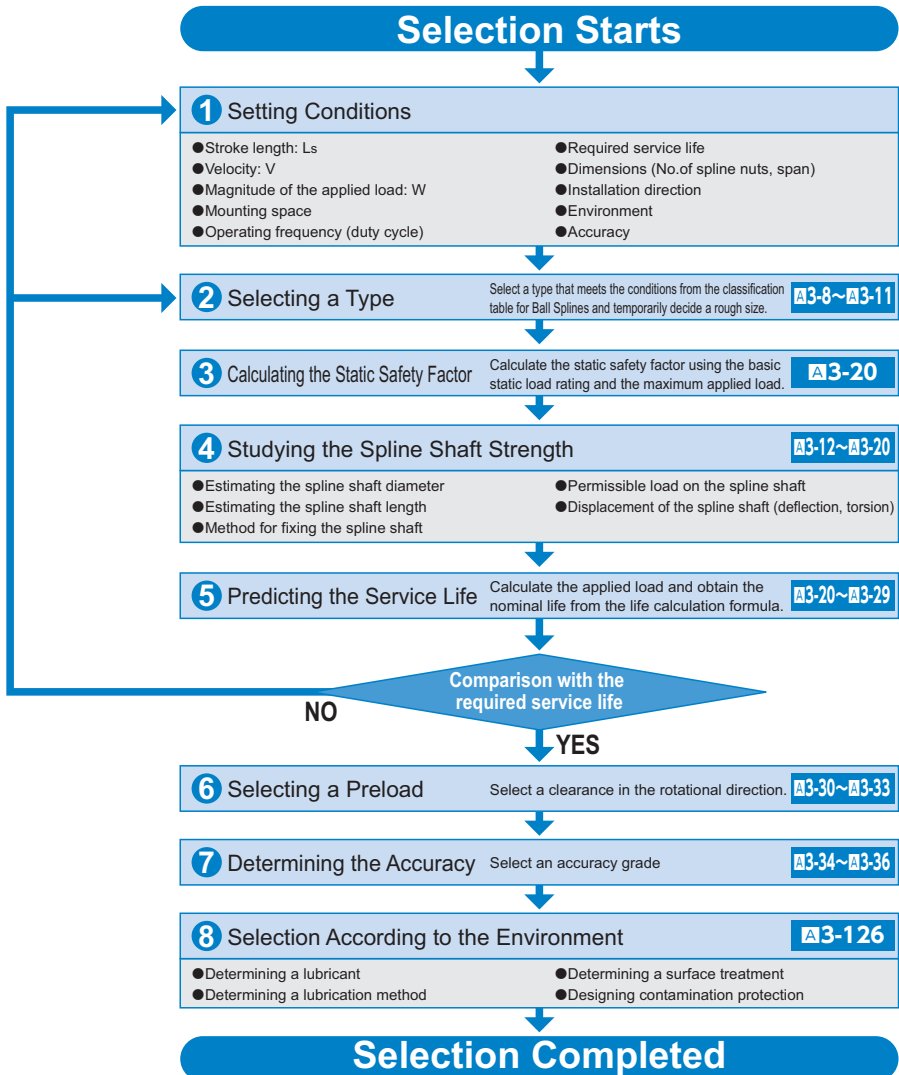 Selection Starts
1 Setting Conditions
●Stroke length: Ls
●Velocity: V
●Magnitude of the applied load: W
●Mounting space
●Operating frequency (duty cycle)
●Required service life
●Dimensions (No.of spline nuts, span)
●Installation direction
●Environment
●Accuracy
2 Selecting a Type
Select a type that meets the conditions from the classification
table for Ball Splines and temporarily decide a rough size.
A3-8~A3-11
3 Calculating the Static Safety Factor
Calculate the static safety factor using the basic
static load rating and the maximum applied load.
A3-20
4 Studying the Spline Shaft Strength
A3-12~A3-20
●Estimating the spline shaft diameter
●Estimating the spline shaft length
●Method for fixing the spline shaft
●Permissible load on the spline shaft
●Displacement of the spline shaft (deflection, torsion)
5 Predicting the Service Life
Calculate the applied load and obtain the
nominal life from the life calculation formula.
A3-20~A3-29
Comparison with the
required service life
NO
YES
6 Selecting a Preload
Select a clearance in the rotational direction.
A3-30~A3-33
7 Determining the Accuracy
Select an accuracy grade
A3-34~A3-36
8 Selection According to the Environment
A3-126
●Determining a lubricant
●Determining a lubrication method
●Determining a surface treatment
●Designing contamination protection
Selection Completed